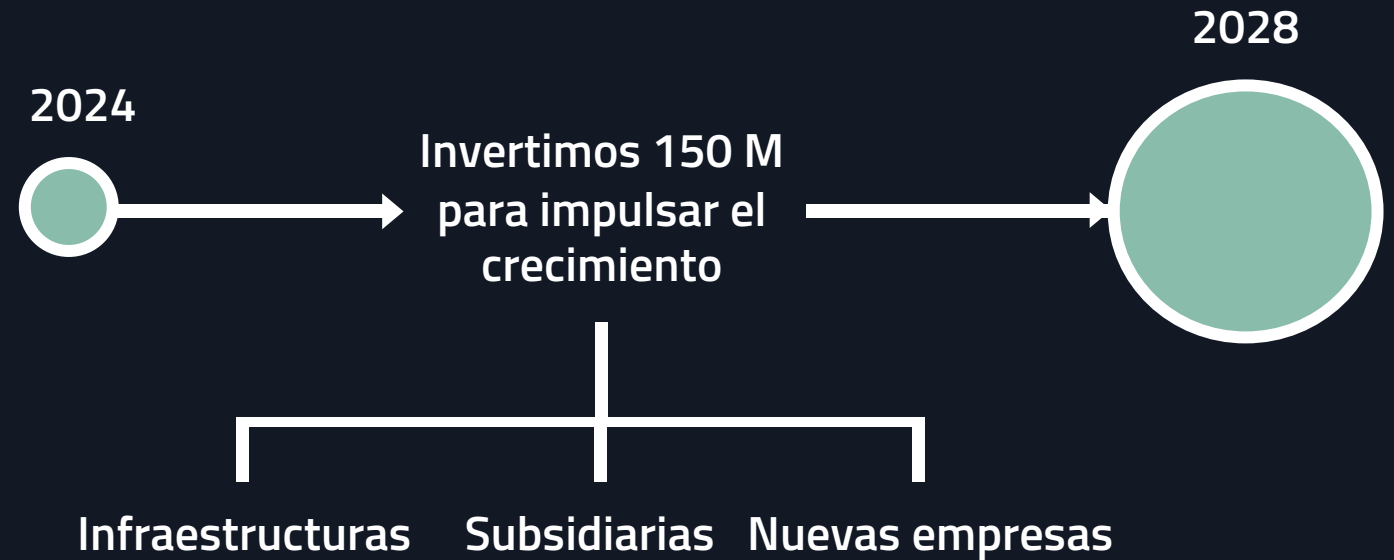 2024
2028
Invertimos 150 M
para impulsar el
crecimiento
Infraestructuras
Subsidiarias
Nuevas empresas